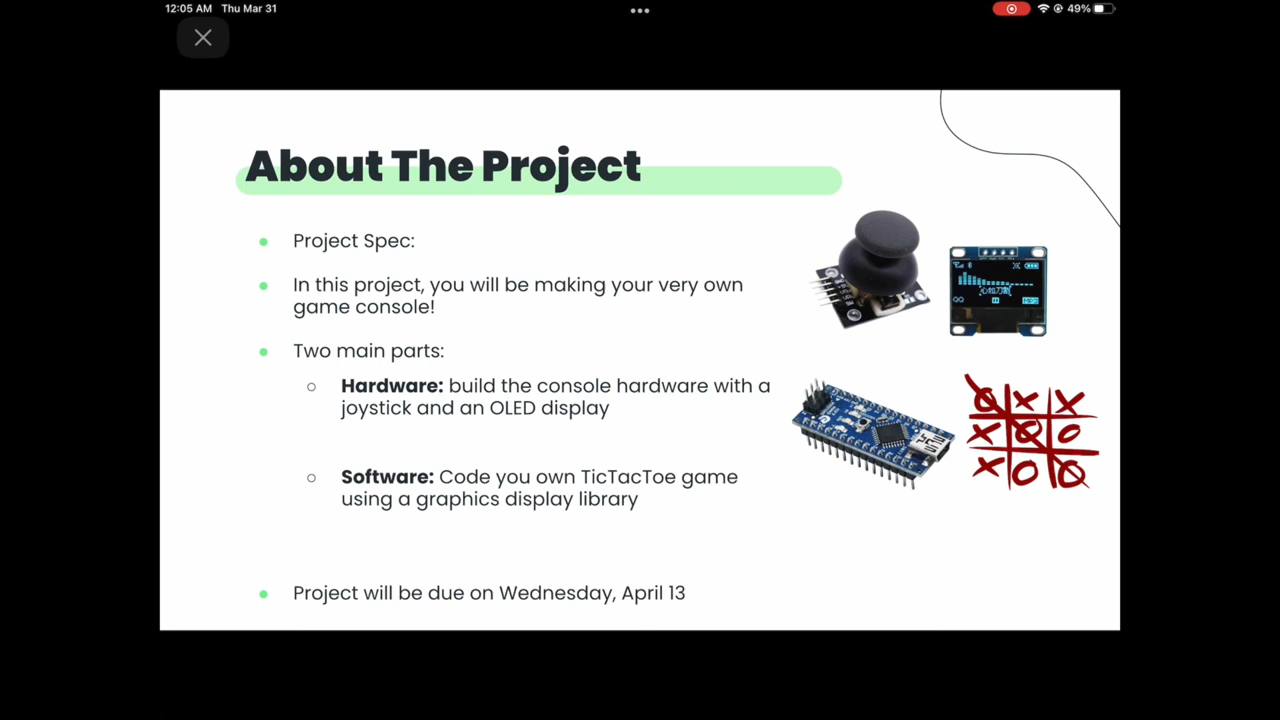 12:05 AM Thu Mar 31
49%
About The Project
Project Spec:
In this project, you will be making your very own
game console!
Two main parts:
Hardware: build the console hardware with a
joystick and an OLED display
Software: Code you own TicTacToe game
using a graphics display library
Project will be due on Wednesday, April 13
QQ
MP3
O X X
X O O
X O O